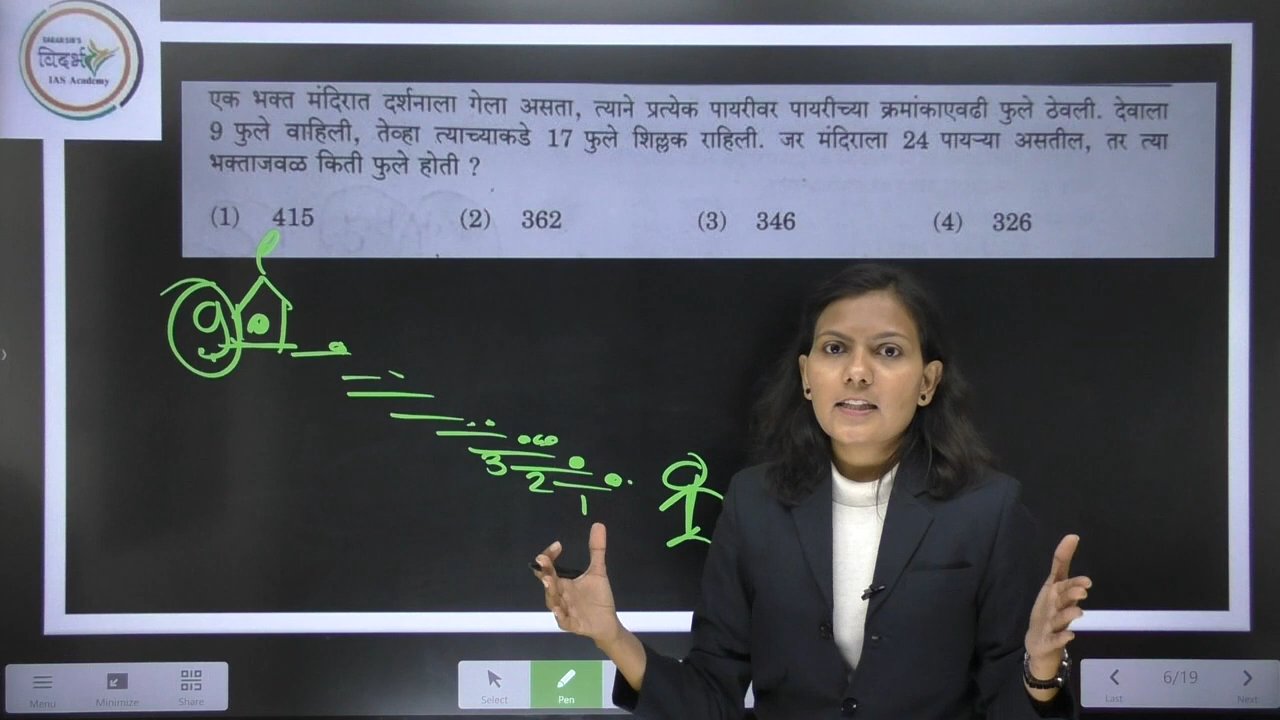 SABAR SIR'S
विदर्भ
IAS Academy
एक भक्त मंदिरात दर्शनाला गेला असता, त्याने प्रत्येक पायरीवर पायरीच्या क्रमांकाएवढी फुले ठेवली. देवाला
9 फुले वाहिली, तेव्हा त्याच्याकडे 17 फुले शिल्लक राहिली. जर मंदिराला 24 पायऱ्या असतील, तर त्या
भक्ताजवळ किती फुले होती ?
(1) 415 (2) 362 (3) 346 (4) 326
9
3
2
1
Menu Minimize Share Select Pen Last 6/19 Next